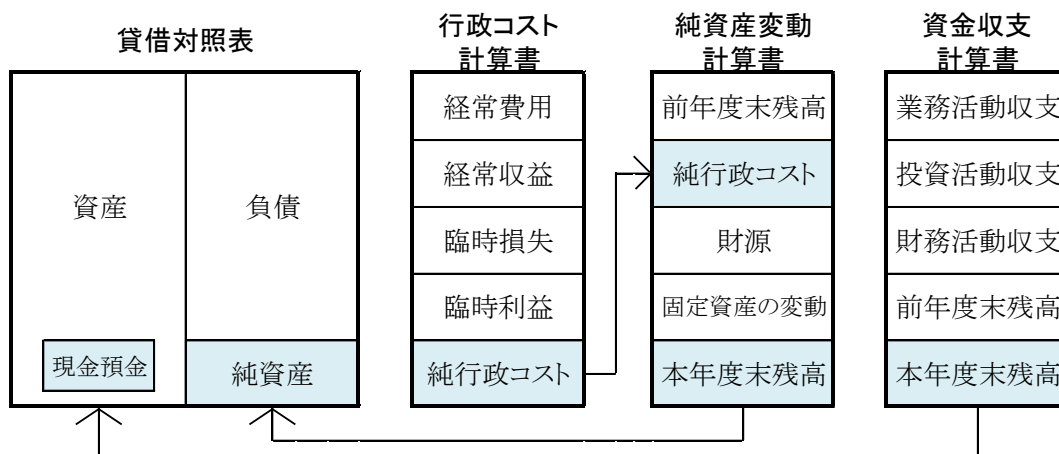 貸借対照表
資産
現金預金
負債
純資産
行政コスト
計算書
経常費用
経常収益
臨時損失
臨時利益
純行政コスト
純資産変動
計算書
前年度末残高
純行政コスト
財源
固定資産の変動
本年度末残高
資金収支
計算書
業務活動収支
投資活動収支
財務活動収支
前年度末残高
本年度末残高